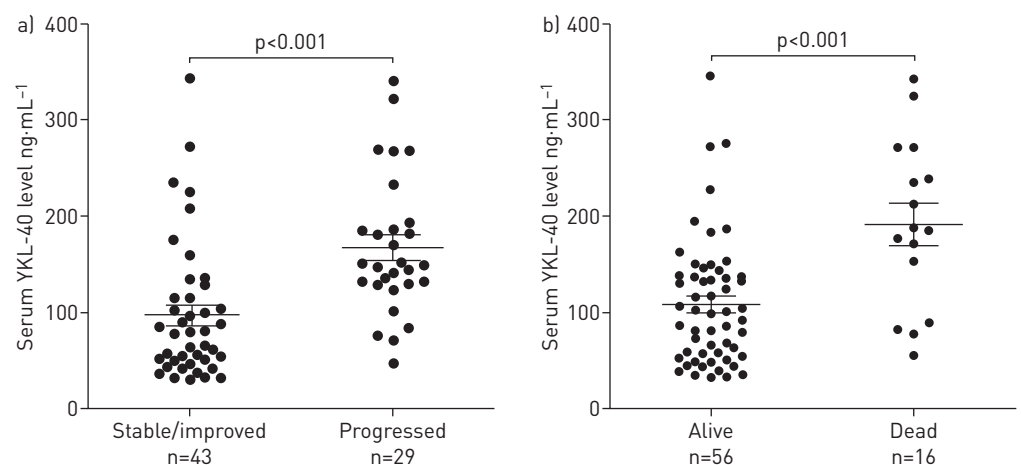 a)
Serum YKL-40 level ng·mL⁻¹
400
300
200
100
0
p<0.001
Stable/improved
n=43
Progressed
n=29
b)
Serum YKL-40 level ng·mL⁻¹
400
300
200
100
0
p<0.001
Alive
n=56
Dead
n=16